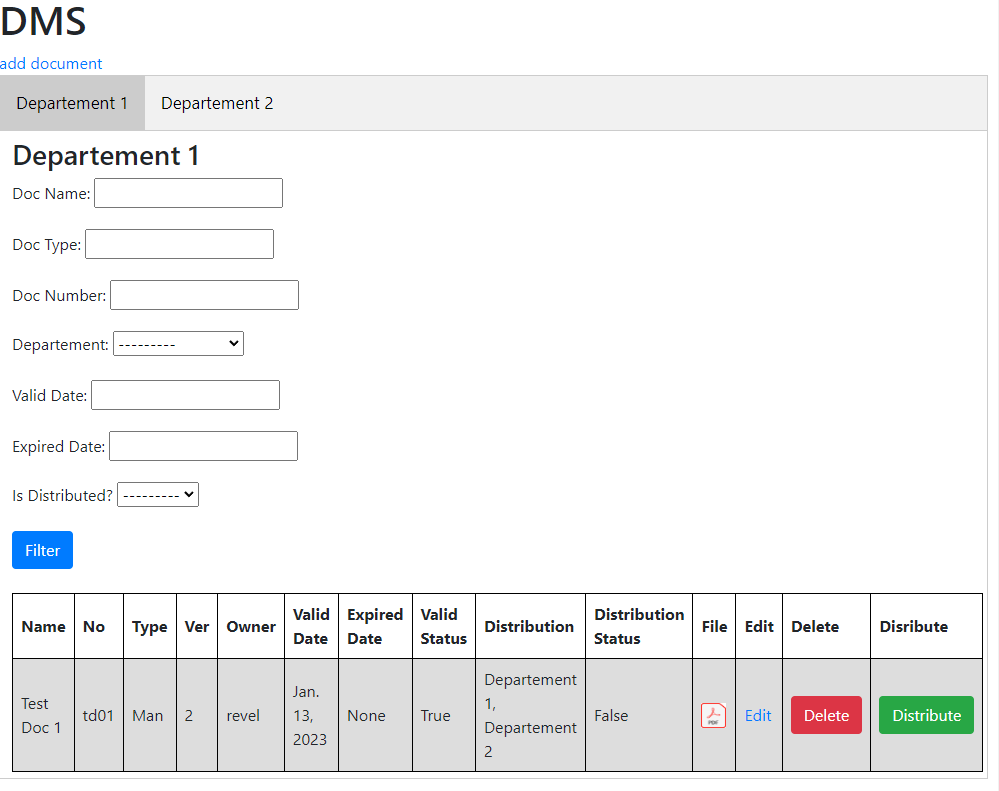 DMS
add document
Departement 1 Departement 2
Departement 1
Doc Name:
Doc Type:
Doc Number:
Departement: ---------
Valid Date:
Expired Date:
Is Distributed? ---------
Filter
Name No Type Ver Owner Valid Date Expired Date Valid Status Distribution Distribution Status File Edit Delete Disribute
Test Doc 1 td01 Man 2 revel Jan. 13, 2023 None True Departement 1, Departement 2 False PDF Edit Delete Distribute